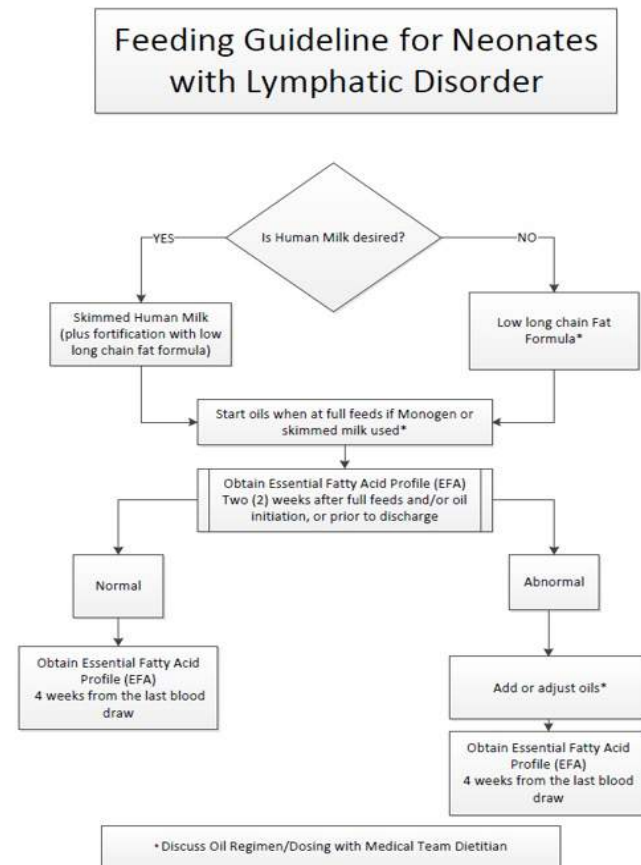 Feeding Guideline for Neonates
with Lymphatic Disorder
Is Human Milk desired?
YES
NO
Skimmed Human Milk
(plus fortification with low
long chain fat formula)
Low long chain Fat
Formula*
Start oils when at full feeds if Monogen or
skimmed milk used*
Obtain Essential Fatty Acid Profile (EFA)
Two (2) weeks after full feeds and/or oil
initiation, or prior to discharge
Normal
Abnormal
Obtain Essential Fatty Acid
Profile (EFA)
4 weeks from the last blood
draw
Add or adjust oils*
Obtain Essential Fatty Acid
Profile (EFA)
4 weeks from the last blood
draw
* Discuss Oil Regimen/Dosing with Medical Team Dietitian